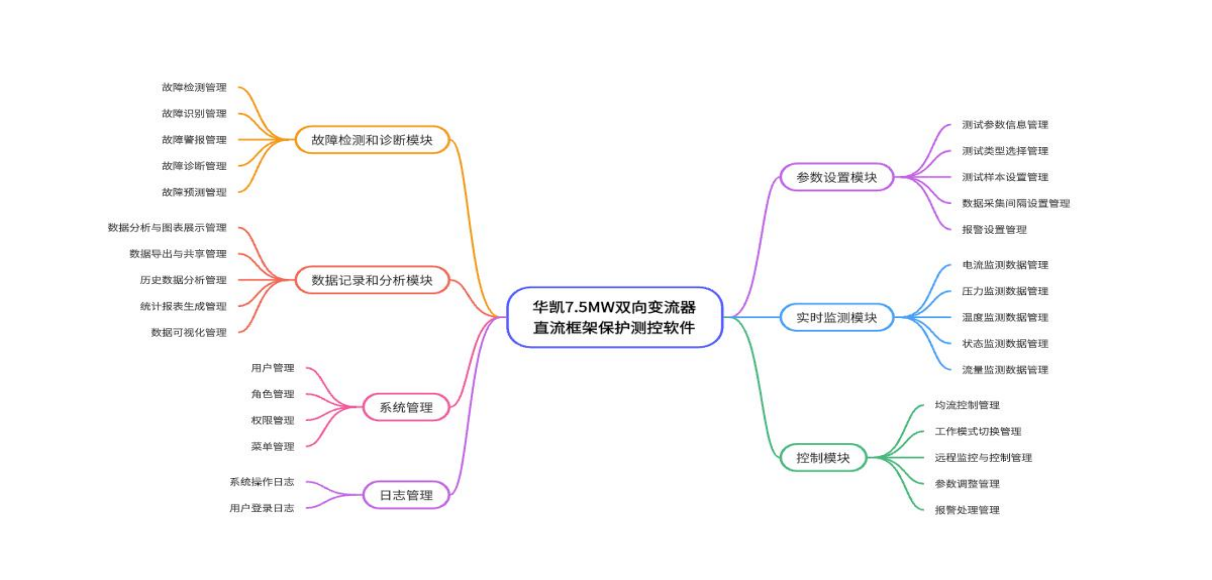 华凯7.5MW双向变流器
直流框架保护测控软件
故障检测和诊断模块
故障检测管理
故障识别管理
故障警报管理
故障诊断管理
故障预测管理
数据记录和分析模块
数据分析与图表展示管理
数据导出与共享管理
历史数据分析管理
统计报表生成管理
数据可视化管理
系统管理
用户管理
角色管理
权限管理
菜单管理
日志管理
系统操作日志
用户登录日志
参数设置模块
测试参数信息管理
测试类型选择管理
测试样本设置管理
数据采集间隔设置管理
报警设置管理
实时监测模块
电流监测数据管理
压力监测数据管理
温度监测数据管理
状态监测数据管理
流量监测数据管理
控制模块
均流控制管理
工作模式切换管理
远程监控与控制管理
参数调整管理
报警处理管理